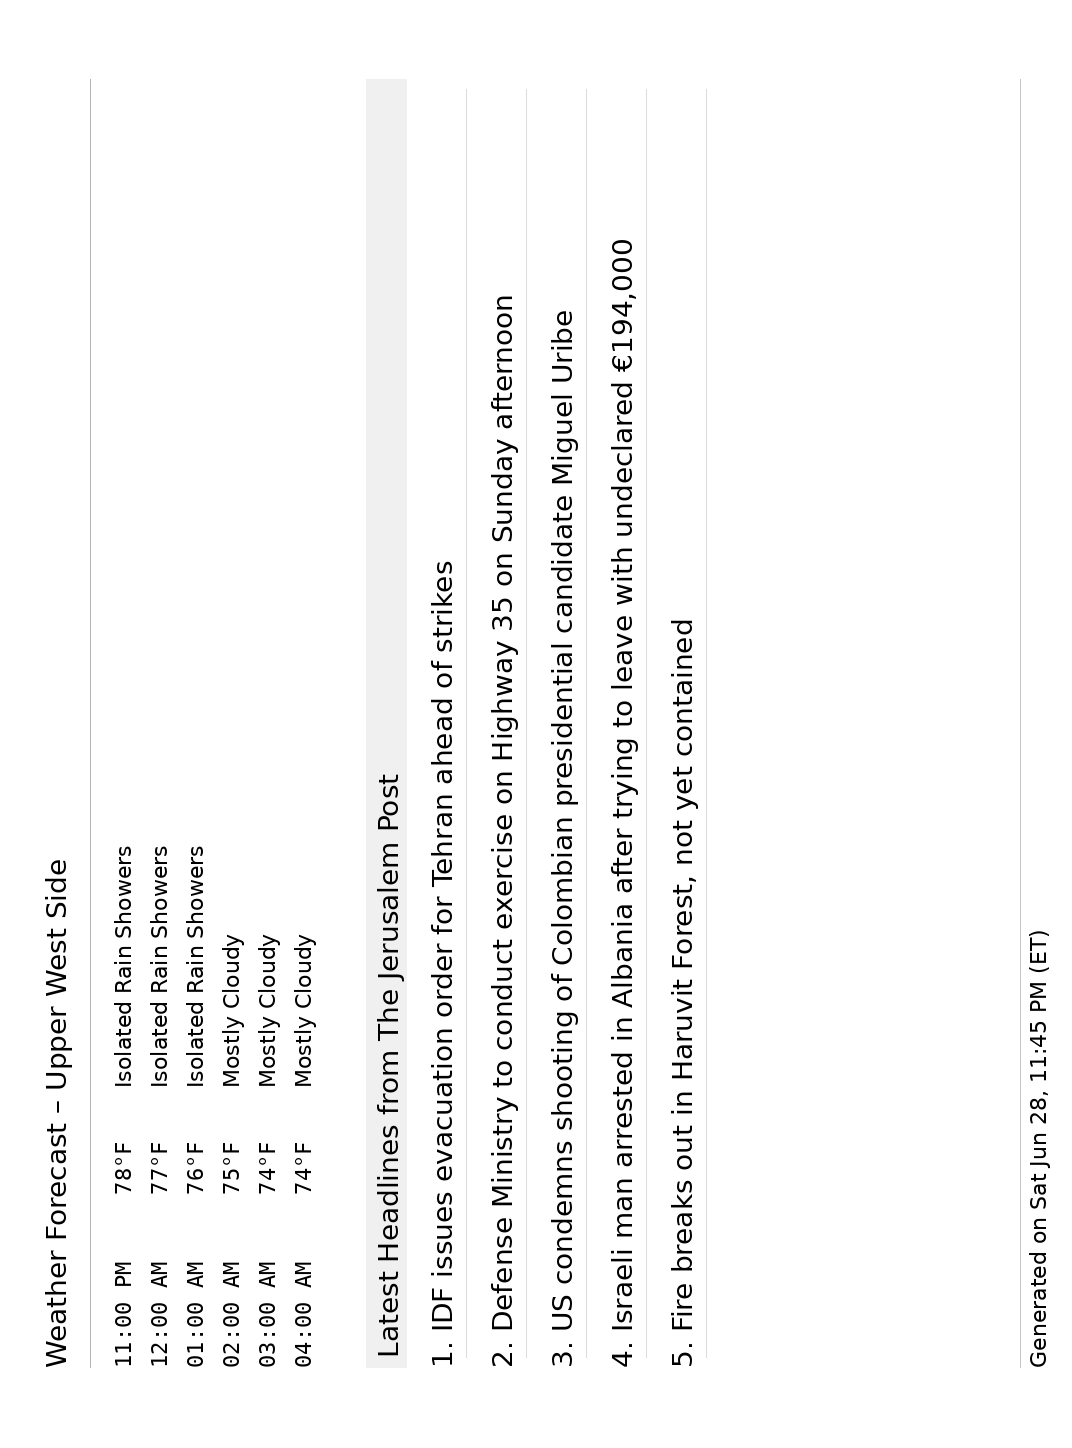 Weather Forecast – Upper West Side
11:00 PM 78°F Isolated Rain Showers
12:00 AM 77°F Isolated Rain Showers
01:00 AM 76°F Isolated Rain Showers
02:00 AM 75°F Mostly Cloudy
03:00 AM 74°F Mostly Cloudy
04:00 AM 74°F Mostly Cloudy
Latest Headlines from The Jerusalem Post
1. IDF issues evacuation order for Tehran ahead of strikes
2. Defense Ministry to conduct exercise on Highway 35 on Sunday afternoon
3. US condemns shooting of Colombian presidential candidate Miguel Uribe
4. Israeli man arrested in Albania after trying to leave with undeclared €194,000
5. Fire breaks out in Haruvit Forest, not yet contained
Generated on Sat Jun 28, 11:45 PM (ET)